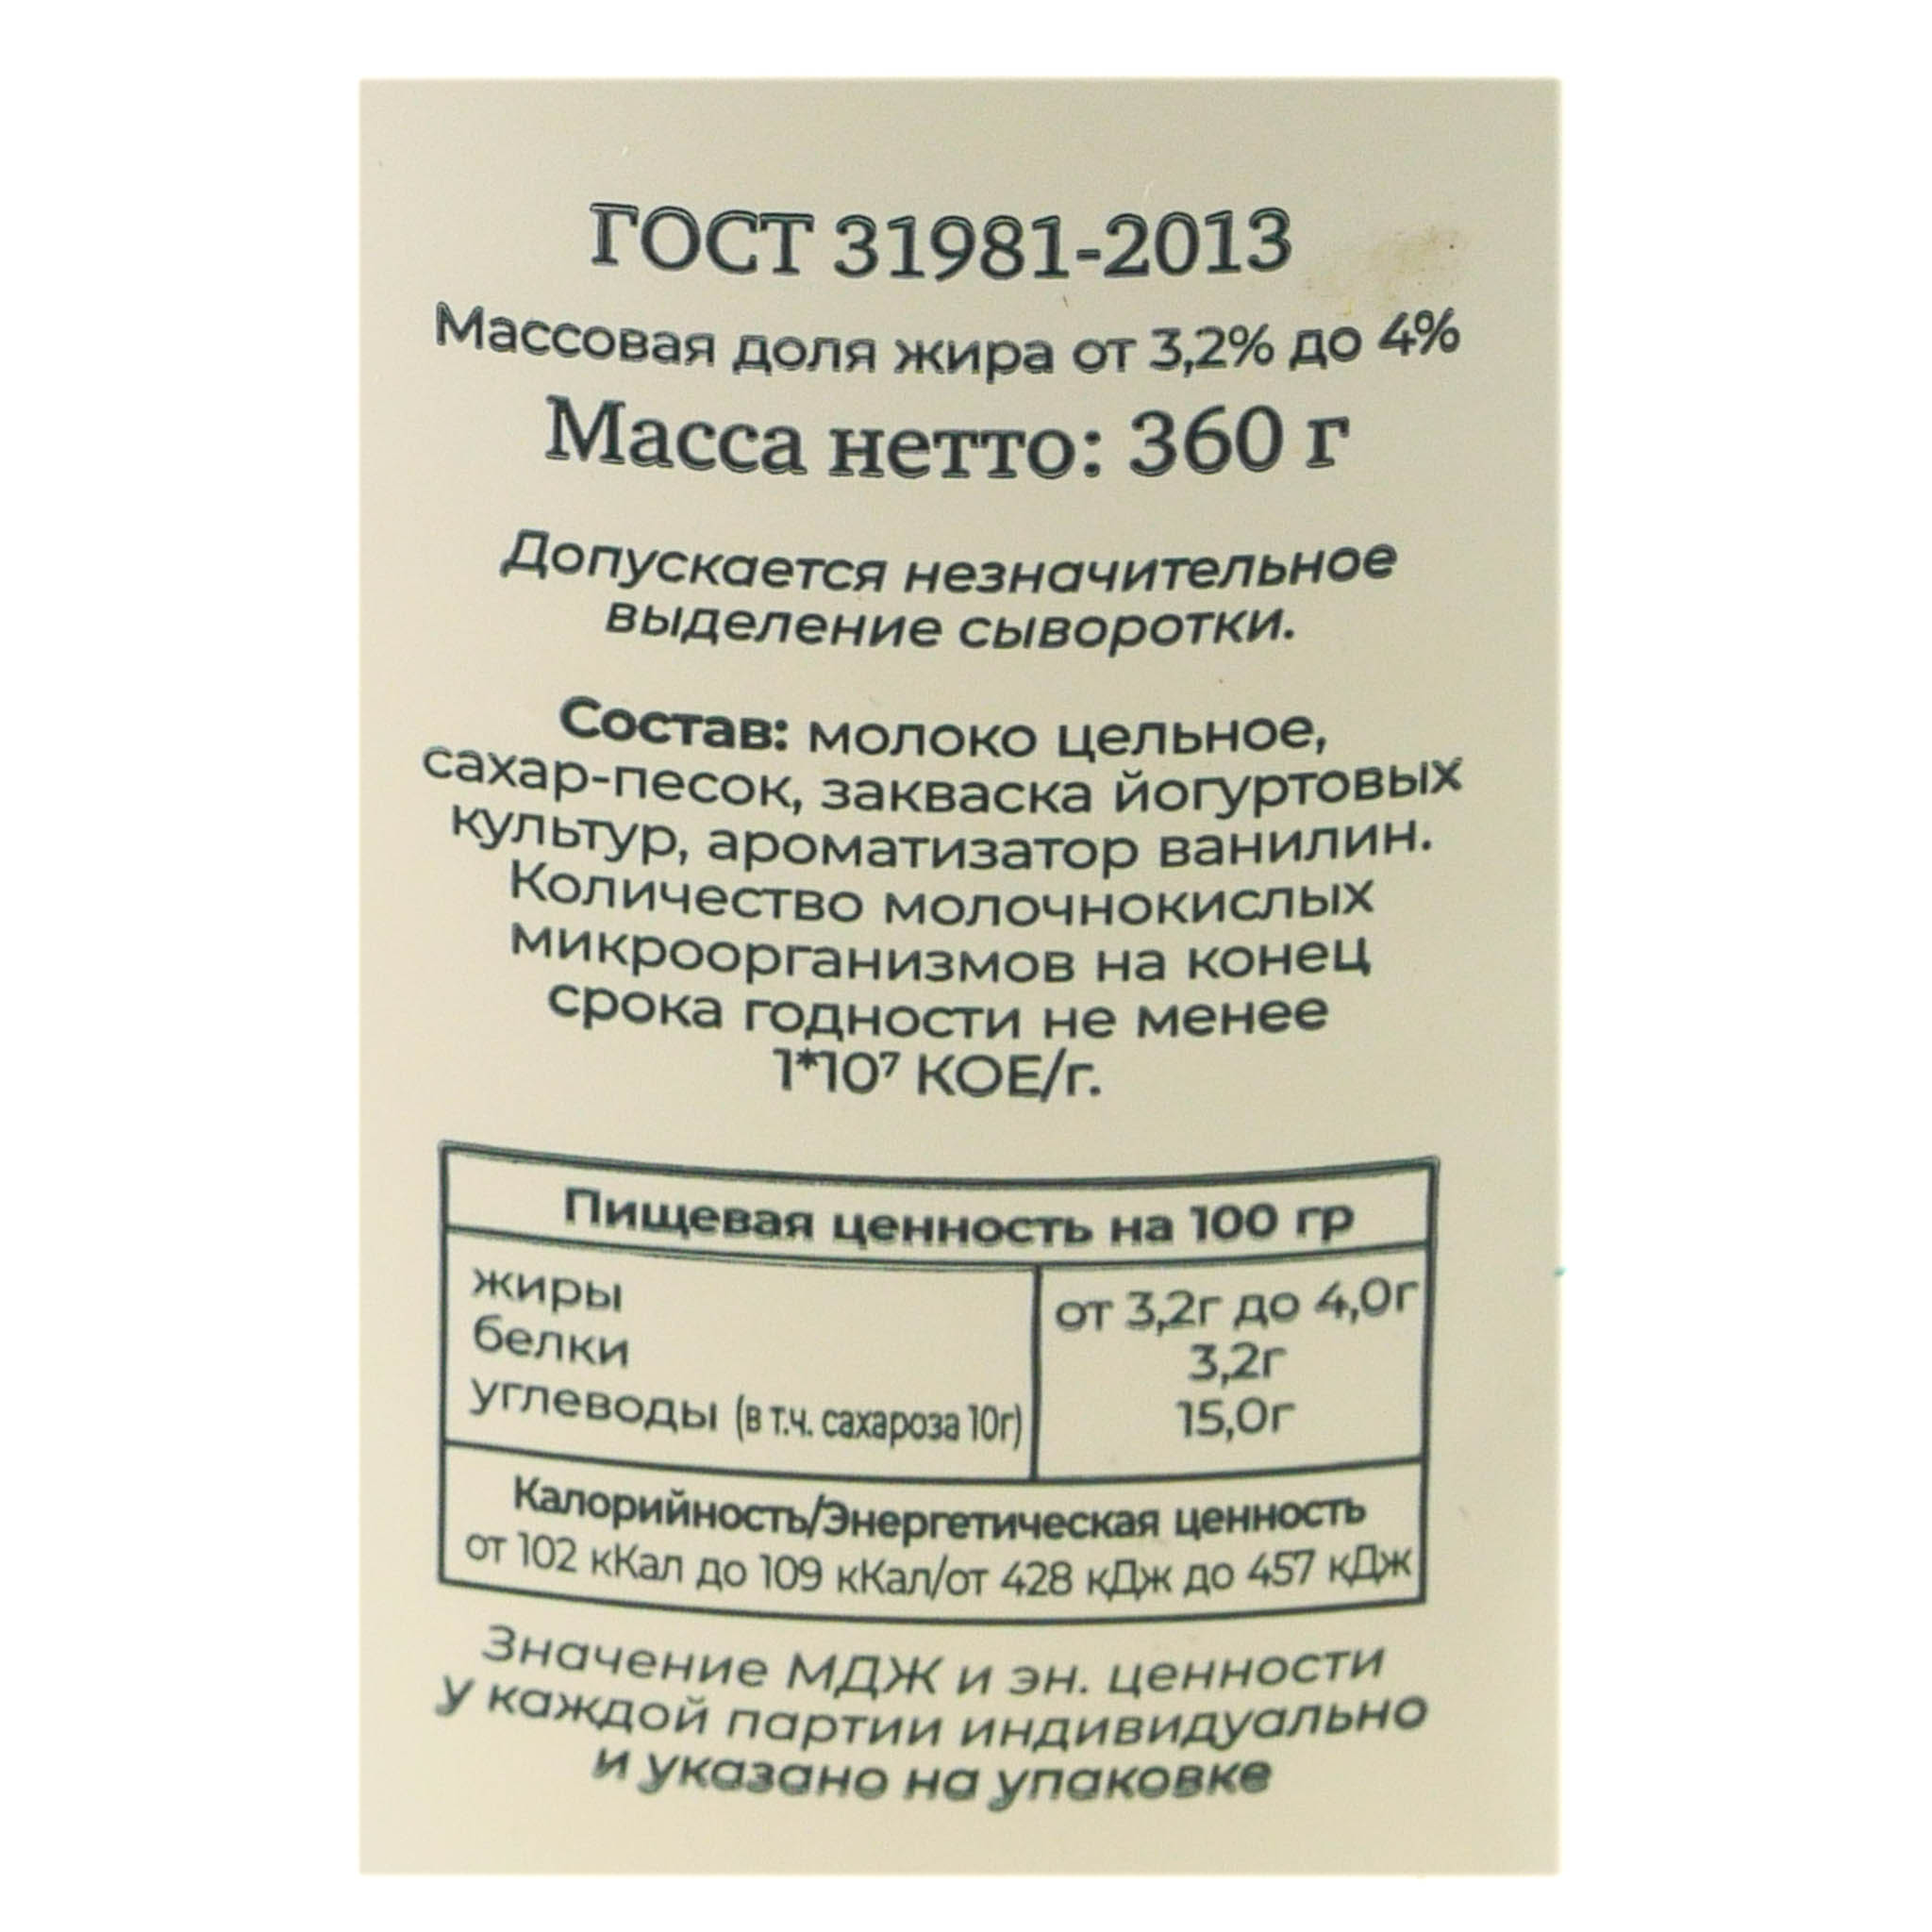 ГОСТ 31981-2013
Массовая доля жира от 3,2% до 4%
Масса нетто: 360 г
Допускается незначительное
выделение сыворотки.
Состав: молоко цельное,
сахар-песок, закваска йогуртовых
культур, ароматизатор ванилин.
Количество молочнокислых
микроорганизмов на конец
срока годности не менее
1*10⁷ КОЕ/г.
Пищевая ценность на 100 гр
жиры от 3,2г до 4,0г
белки 3,2г
углеводы (в т.ч. сахароза 10г) 15,0г
Калорийность/Энергетическая ценность
от 102 кКал до 109 кКал/от 428 кДж до 457 кДж
Значение МДЖ и эн. ценности
у каждой партии индивидуально
и указано на упаковке